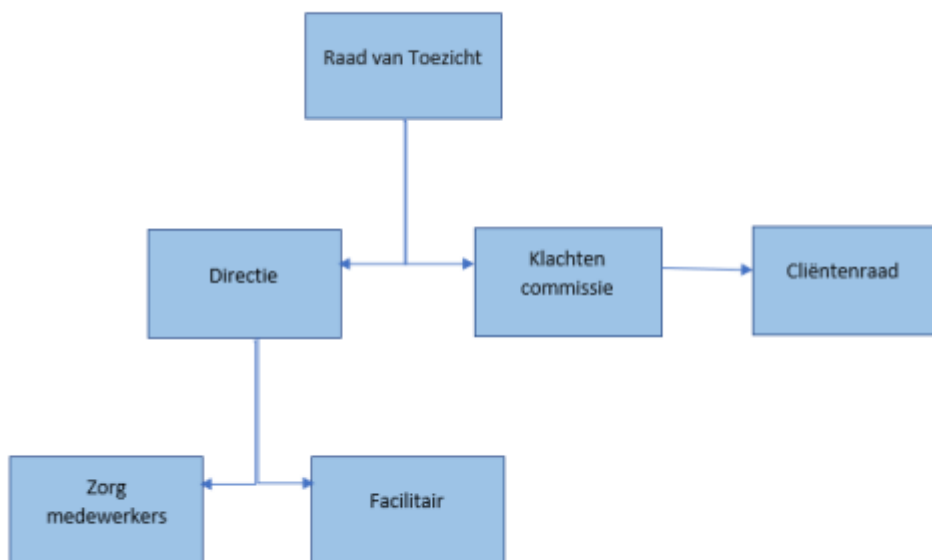 Raad van Toezicht
Directie
Klachten
commissie
Cliëntenraad
Zorg
medewerkers
Facilitair